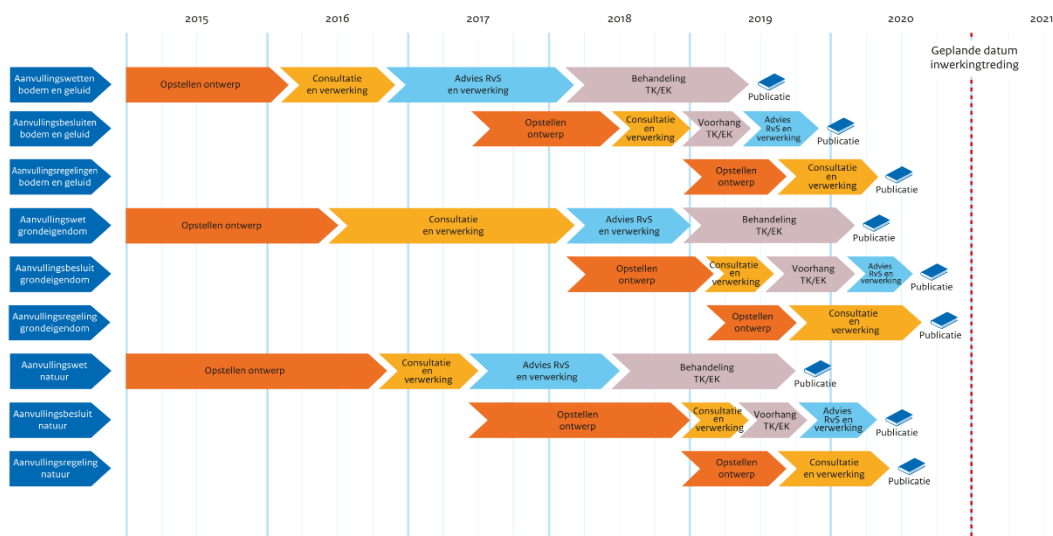 2015 2016 2017 2018 2019 2020 2021
Geplande datum
inwerkingtreding
Aanvullingswetten
bodem en geluid
Opstellen ontwerp
Consultatie
en verwerking
Advies RvS
en verwerking
Behandeling
TK/EK
Publicatie
Aanvullingsbesluiten
bodem en geluid
Opstellen
ontwerp
Consultatie
en
verwerking
Voorhang
TK/EK
Advies
RvS en
verwerking
Publicatie
Aanvullingsregelingen
bodem en geluid
Opstellen
ontwerp
Consultatie
en
verwerking
Publicatie
Aanvullingswet
grondeigendom
Opstellen ontwerp
Consultatie
en verwerking
Advies RvS
en verwerking
Behandeling
TK/EK
Publicatie
Aanvullingsbesluit
grondeigendom
Opstellen
ontwerp
Consultatie
en
verwerking
Voorhang
TK/EK
Advies
RvS en
verwerking
Publicatie
Aanvullingsregeling
grondeigendom
Opstellen
ontwerp
Consultatie
en
verwerking
Publicatie
Aanvullingswet
natuur
Opstellen ontwerp
Consultatie
en
verwerking
Advies RvS
en verwerking
Behandeling
TK/EK
Publicatie
Aanvullingsbesluit
natuur
Opstellen
ontwerp
Consultatie
en
verwerking
Voorhang
TK/EK
Advies
RvS en
verwerking
Publicatie
Aanvullingsregeling
natuur
Opstellen
ontwerp
Consultatie
en verwerking
Publicatie